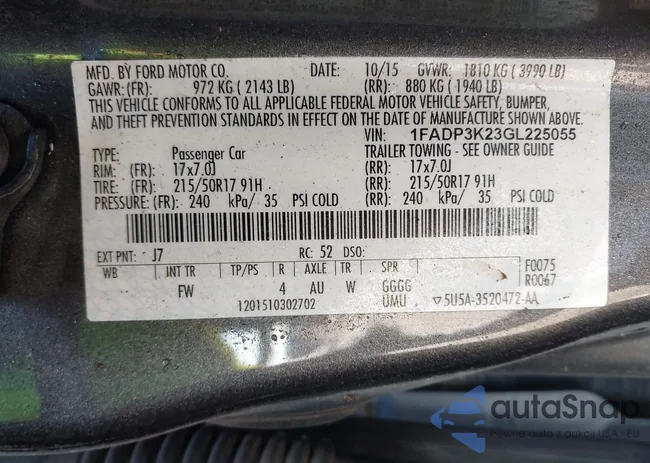 MFD. BY FORD MOTOR CO. DATE: 10/15 GVWR: 1810 KG ( 3990 LB)
GAWR:(FR): 972 KG ( 2143 LB) (RR): 880 KG ( 1940 LB)
THIS VEHICLE CONFORMS TO ALL APPLICABLE FEDERAL MOTOR VEHICLE SAFETY, BUMPER,
AND THEFT PREVENTION STANDARDS IN EFFECT ON THE DATE OF MANUFACTURE SHOWN ABOVE.
VIN: 1FADP3K23GL225055
TYPE: Passenger Car TRAILER TOWING - SEE OWNER GUIDE
RIM: (FR): 17x7.0J (RR): 17x7.0J
TIRE: (FR): 215/50R17 91H (RR): 215/50R17 91H
PRESSURE: (FR): 240 kPa/ 35 PSI COLD (RR): 240 kPa/ 35 PSI COLD
EXT PNT: J7 RC: 52 DSO:
WB INT TR TP/PS R AXLE TR SPR F0075
FW 4 AU W GGGG R0067
1201510302702 UMU ▽5U5A-3520472-AA
autaSnap
Pewne auta z aukcji USA - EU